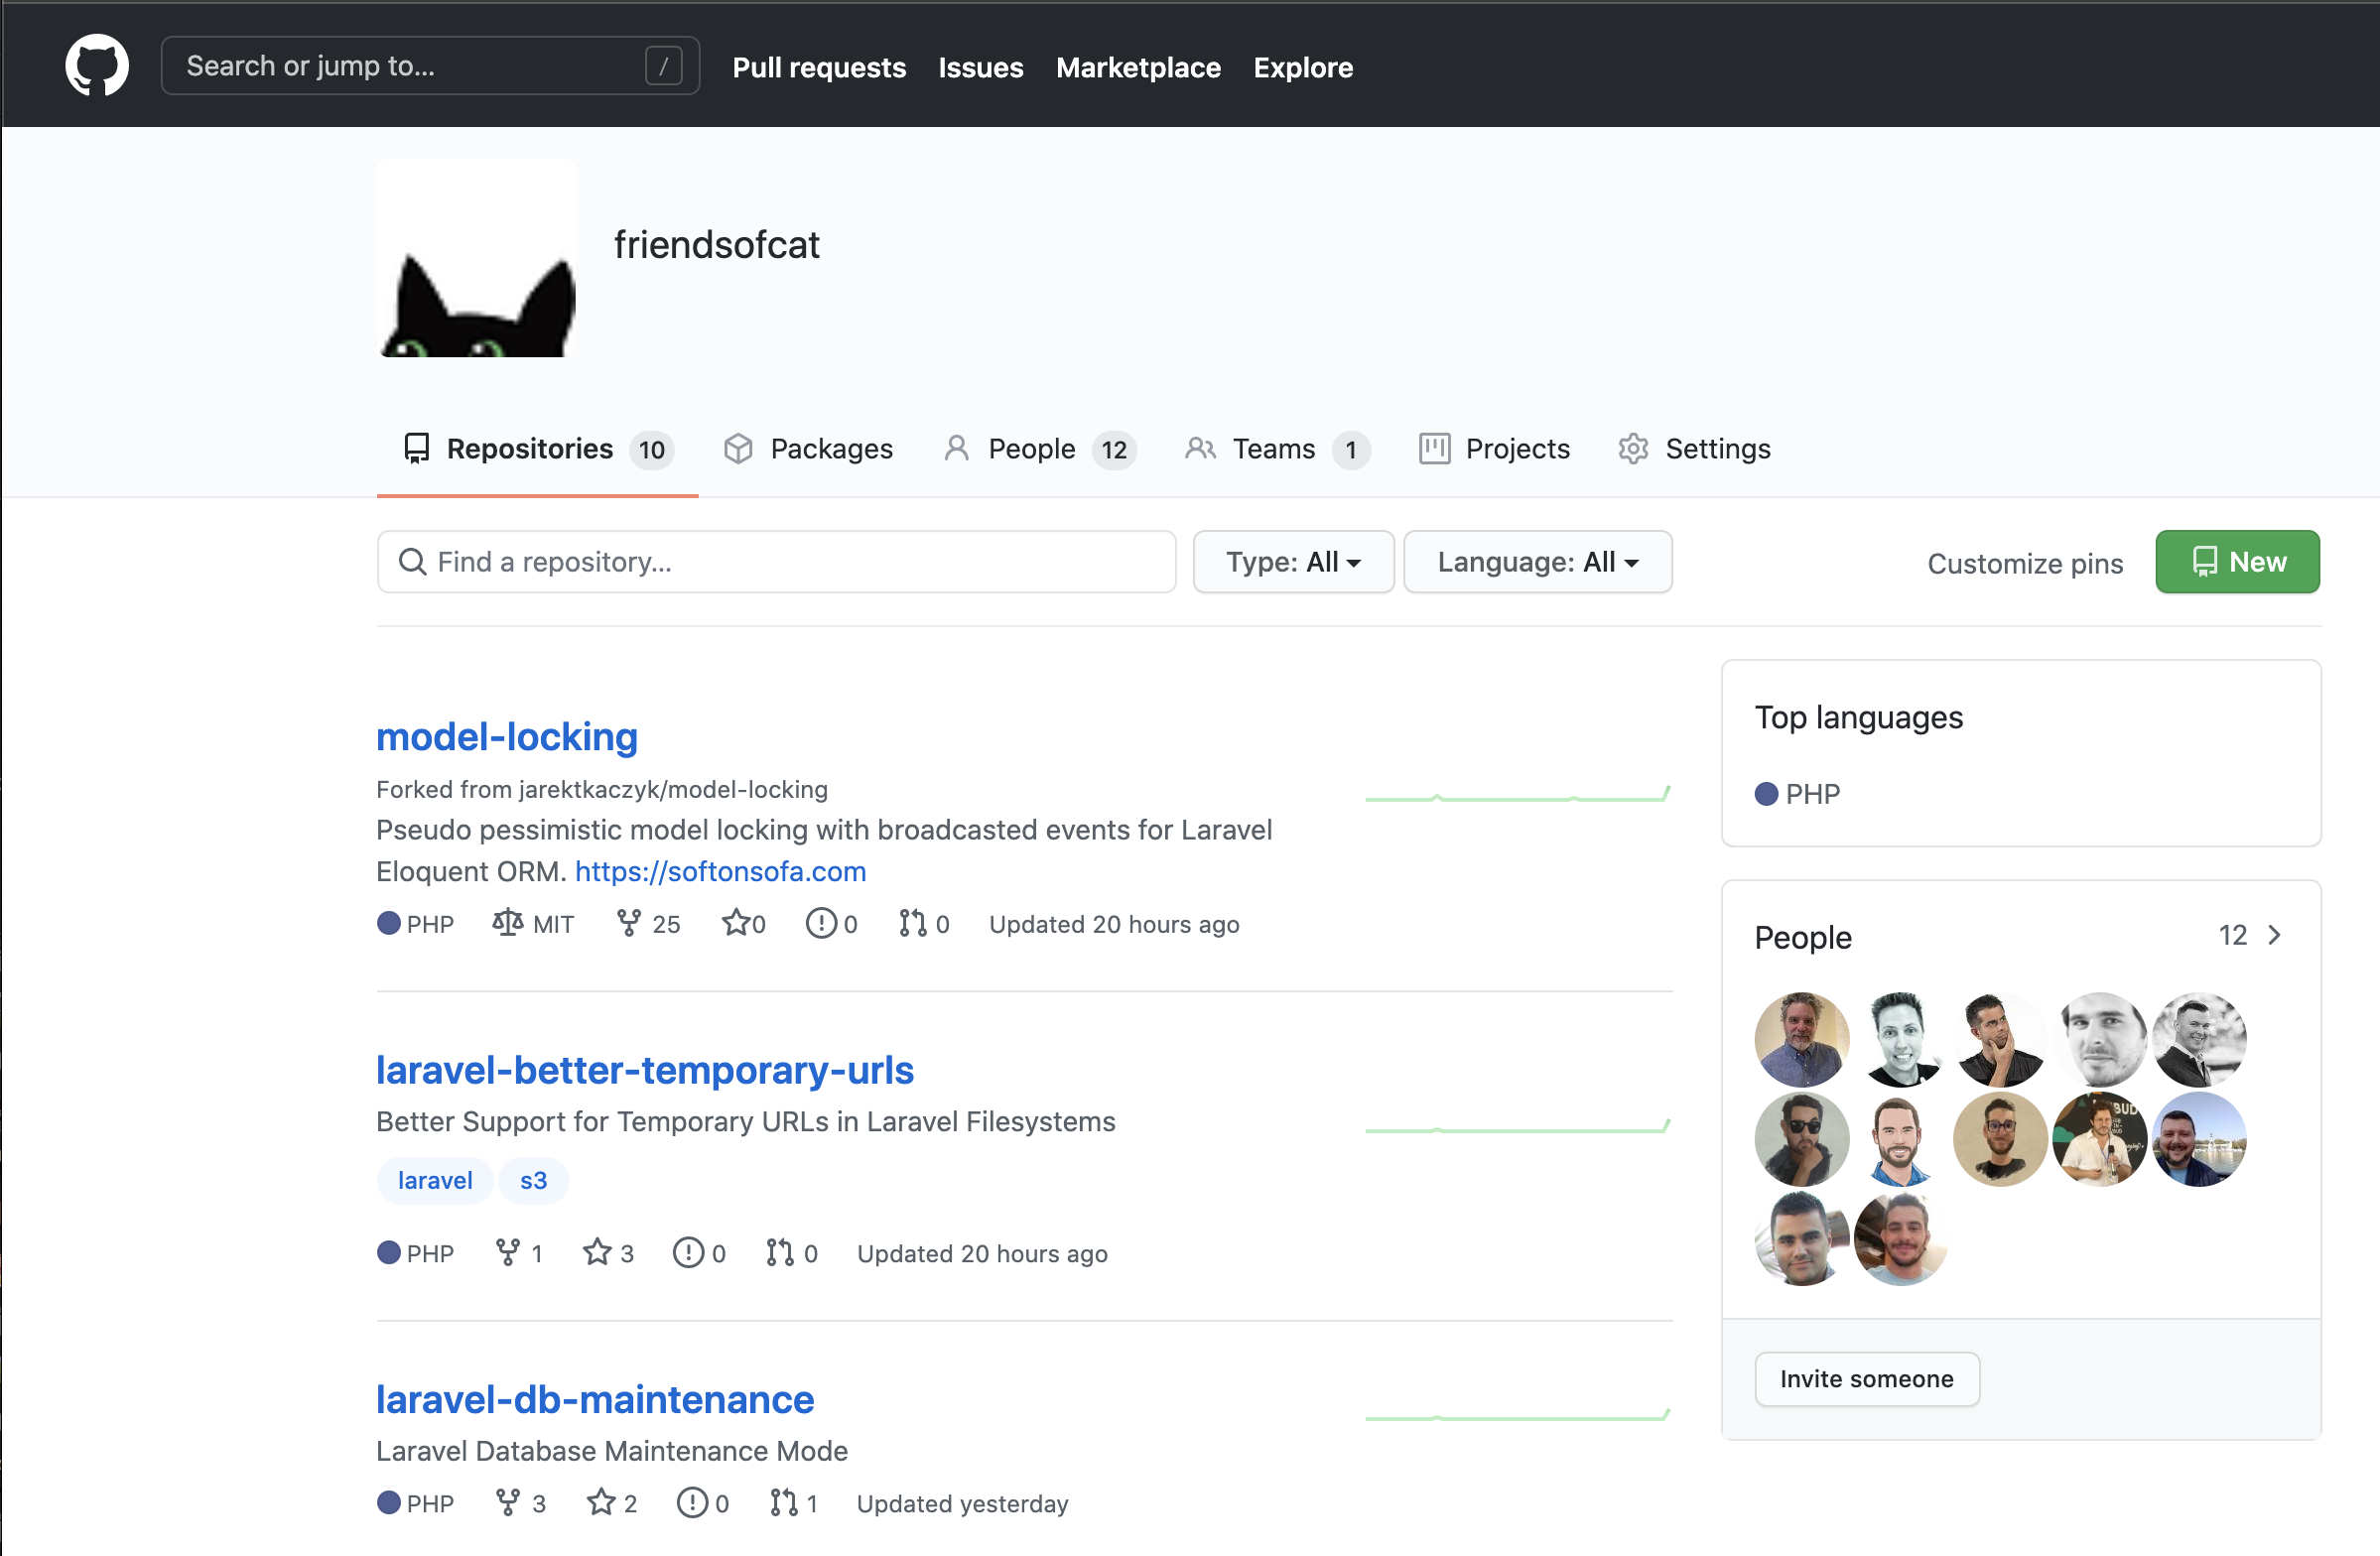 Search or jump to... /
Pull requests Issues Marketplace Explore
friendsofcat
Repositories 10 Packages People 12 Teams 1 Projects Settings
Find a repository... Type: All Language: All Customize pins New
model-locking
Forked from jarektkaczyk/model-locking
Pseudo pessimistic model locking with broadcasted events for Laravel
Eloquent ORM. https://softonsofa.com
PHP MIT 25 0 0 0 Updated 20 hours ago
laravel-better-temporary-urls
Better Support for Temporary URLs in Laravel Filesystems
laravel s3
PHP 1 3 0 0 Updated 20 hours ago
laravel-db-maintenance
Laravel Database Maintenance Mode
PHP 3 2 0 1 Updated yesterday
Top languages
PHP
People 12
Invite someone